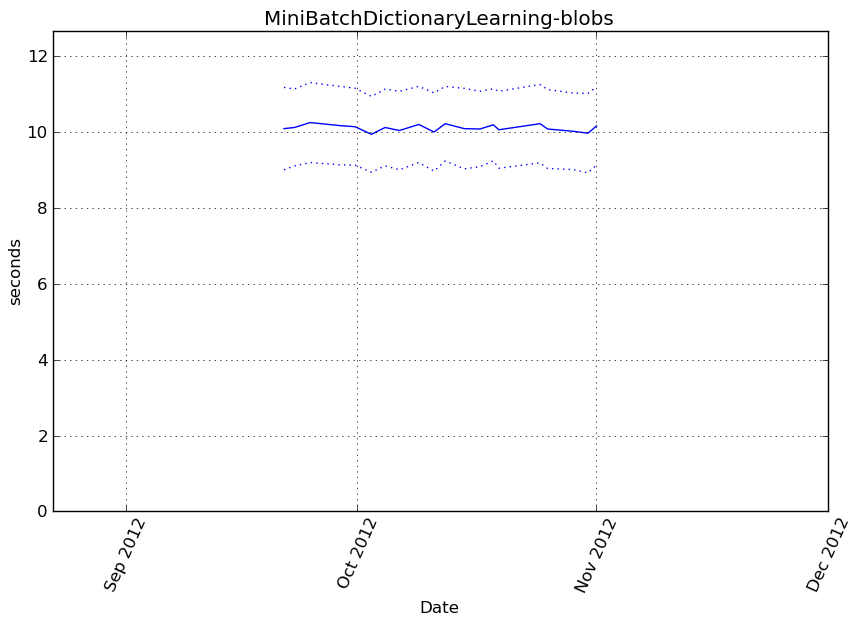 MiniBatchDictionaryLearning-blobs
12
10
8
6
4
2
0
seconds
Sep 2012
Oct 2012
Nov 2012
Dec 2012
Date